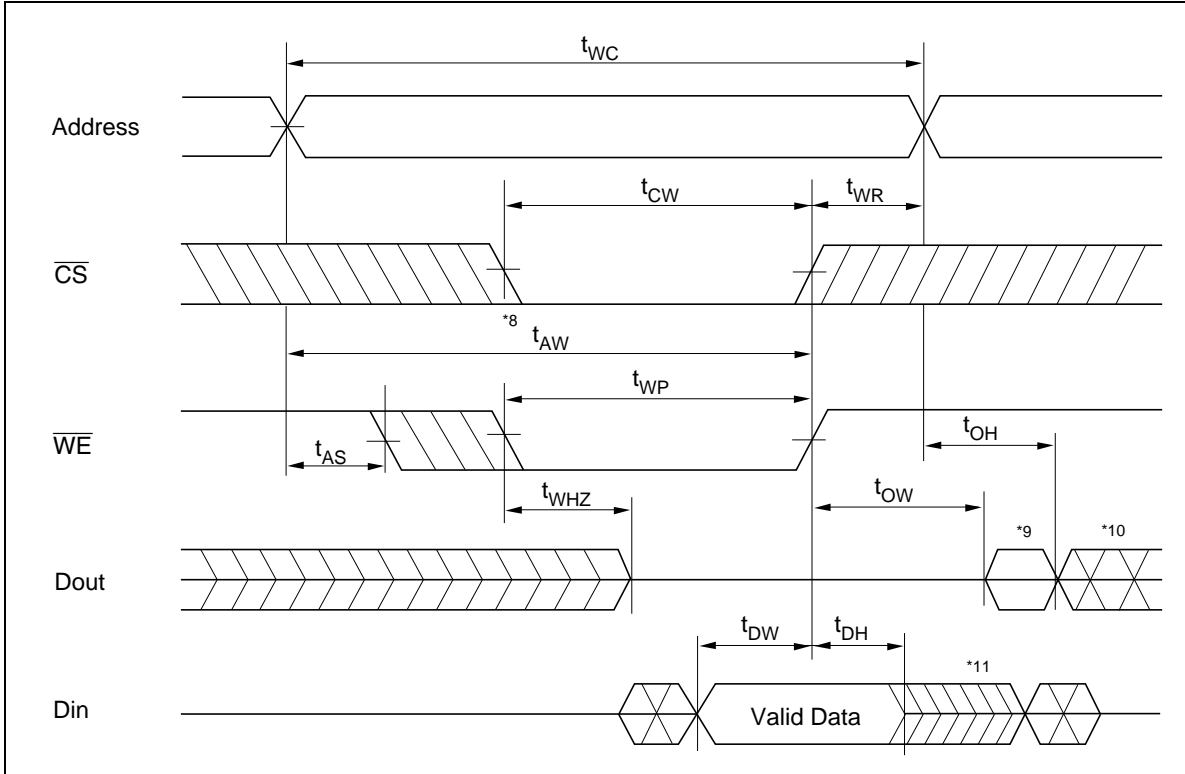 tWC
Address
tCW
tWR
CS
*8
tAW
tWP
WE
tAS
tOH
tWHZ
tOW
*9
*10
Dout
tDW
tDH
*11
Din
Valid Data